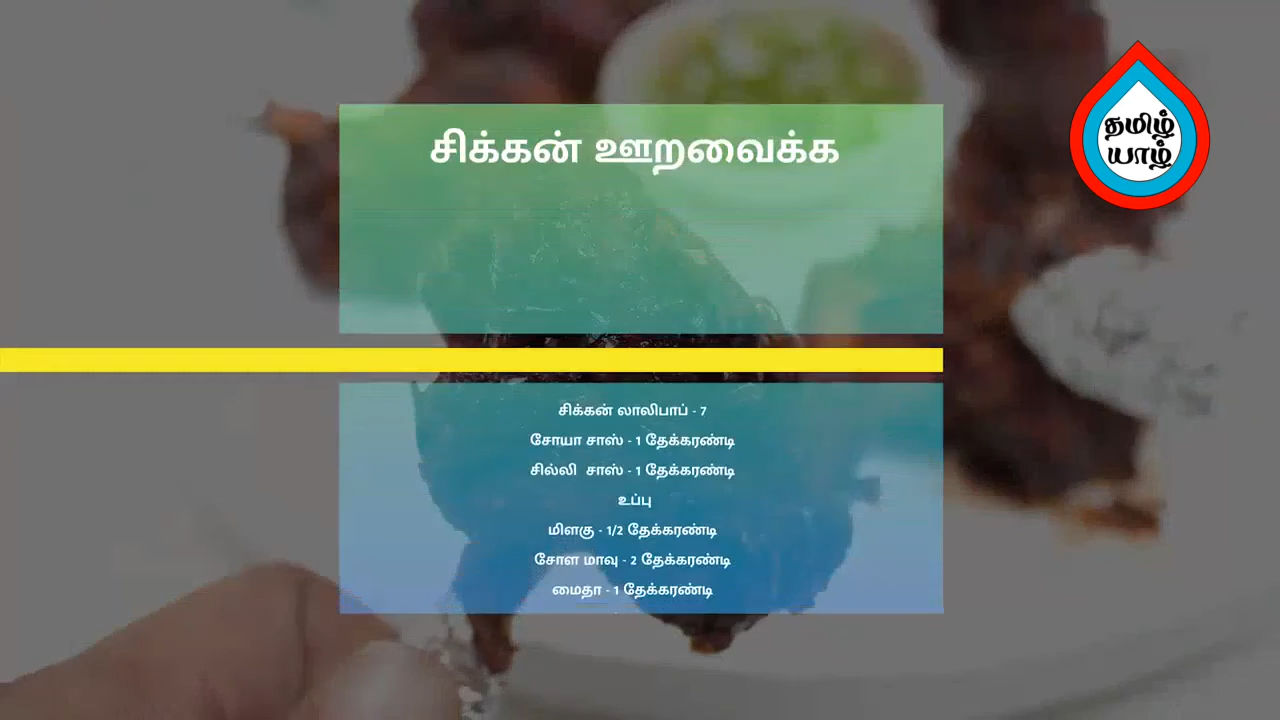 சிக்கன் ஊறவைக்க
தமிழ்
யாழ்
சிக்கன் லாலிபாப் - 7
சோயா சாஸ் - 1 தேக்கரண்டி
சில்லி சாஸ் - 1 தேக்கரண்டி
உப்பு
மிளகு - 1/2 தேக்கரண்டி
சோள மாவு - 2 தேக்கரண்டி
மைதா - 1 தேக்கரண்டி